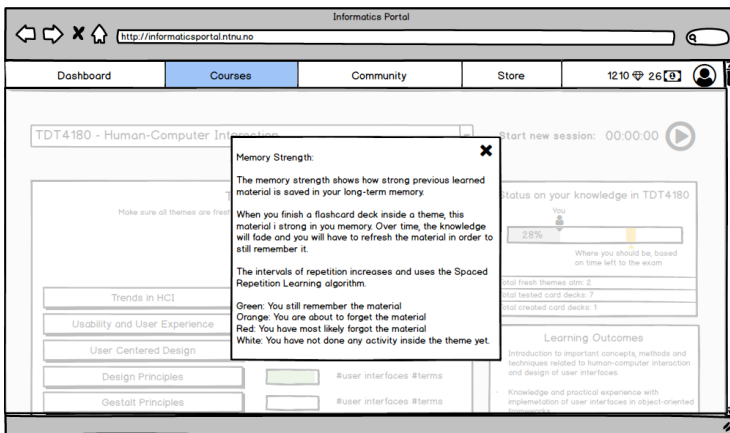 Informatics Portal
http://informaticsportal.ntnu.no
Dashboard
Courses
Community
Store
1210
26
TDT4180 - Human-Computer Interaction
Start new session: 00:00:00
Memory Strength:
The memory strength shows how strong previous learned
material is saved in your long-term memory.
When you finish a flashcard deck inside a theme, this
material i strong in you memory. Over time, the knowledge
will fade and you will have to refresh the material in order to
still remember it.
The intervals of repetition increases and uses the Spaced
Repetition Learning algorithm.
Green: You still remember the material
Orange: You are about to forget the material
Red: You have most likely forgot the material
White: You have not done any activity inside the theme yet.
Make sure all themes are fresh
Trends in HCI
Usability and User Experience
User Centered Design
Design Principles
#user interfaces #terms
Gestalt Principles
#user interfaces #terms
Status on your knowledge in TDT4180
You
28%
Where you should be, based
on time left to the exam
Total fresh themes atm: 2
Total tested card decks: 7
Total created card decks: 1
Learning Outcomes
Introduction to important concepts, methods and
techniques related to human-computer interaction
and design of user interfaces.
- Knowledge and practical experience with
implemetation of user interfaces in object-oriented
frameworks